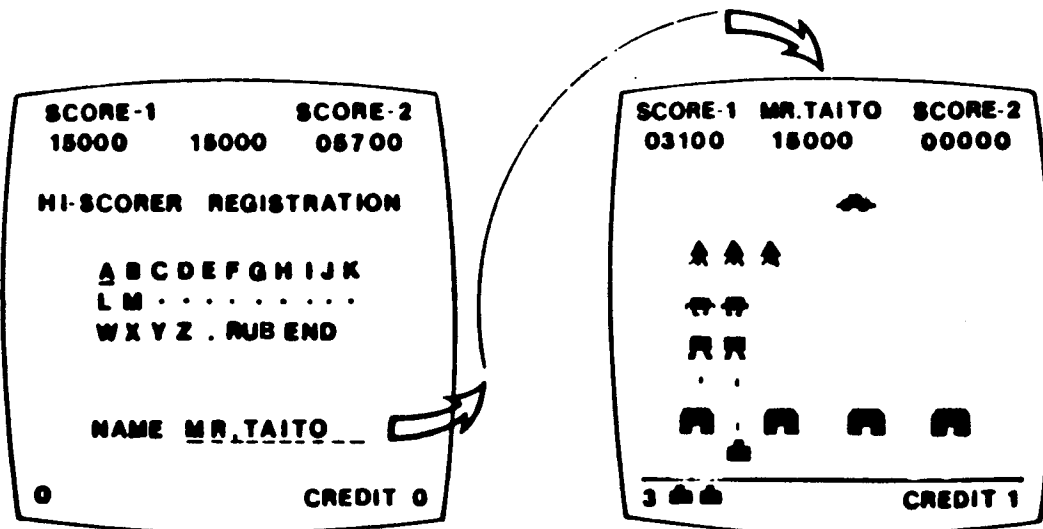 SCORE-1 SCORE-2
15000 15000 05700
HI-SCORER REGISTRATION
A B C D E F G H I J K
L M · · · · · · · · ·
W X Y Z . RUB END
NAME MR.TAITO
0 CREDIT 0
SCORE-1 MR.TAITO SCORE-2
03100 15000 00000
3 CREDIT 1